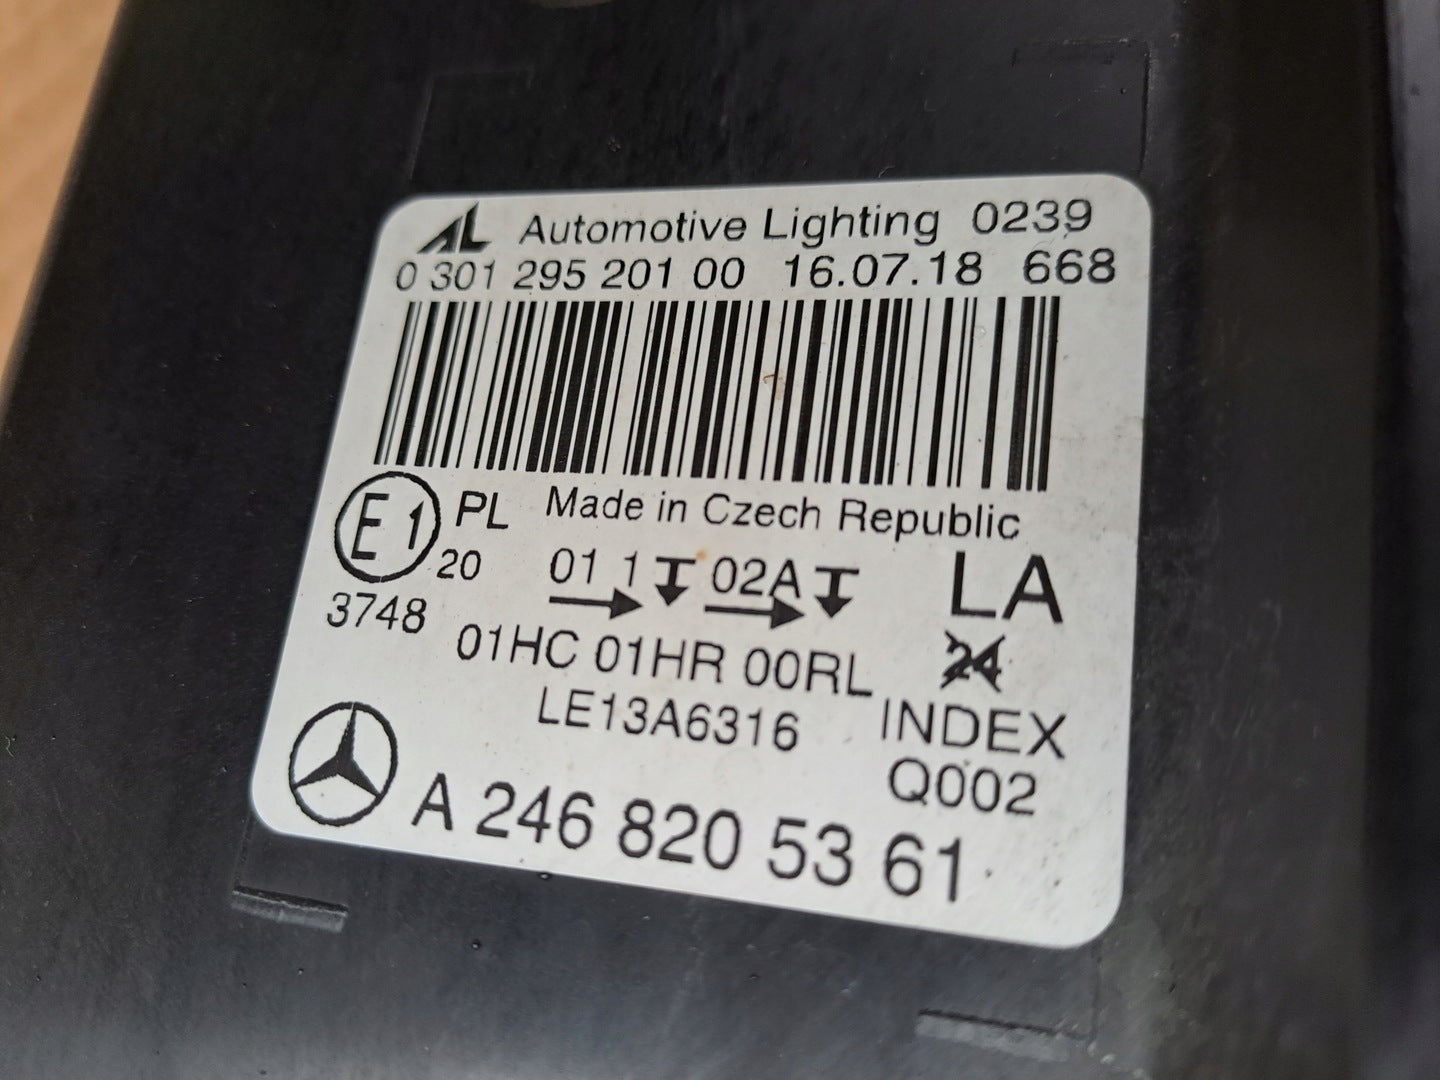 AL Automotive Lighting 0239
0 301 295 201 00 16.07.18 668
E1 PL Made in Czech Republic
20 01 1 02A LA
3748
01HC 01HR 00RL 24
LE13A6316 INDEX
Q002
A 246 820 53 61